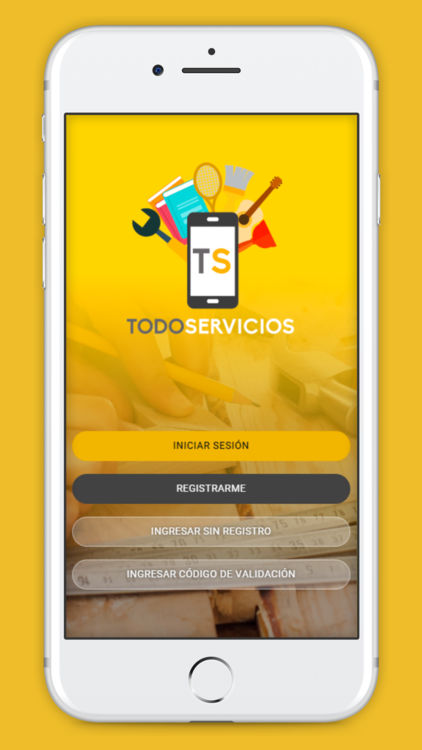 TS
TODOSERVICIOS
INICIAR SESIÓN
REGISTRARME
INGRESAR SIN REGISTRO
INGRESAR CÓDIGO DE VALIDACIÓN